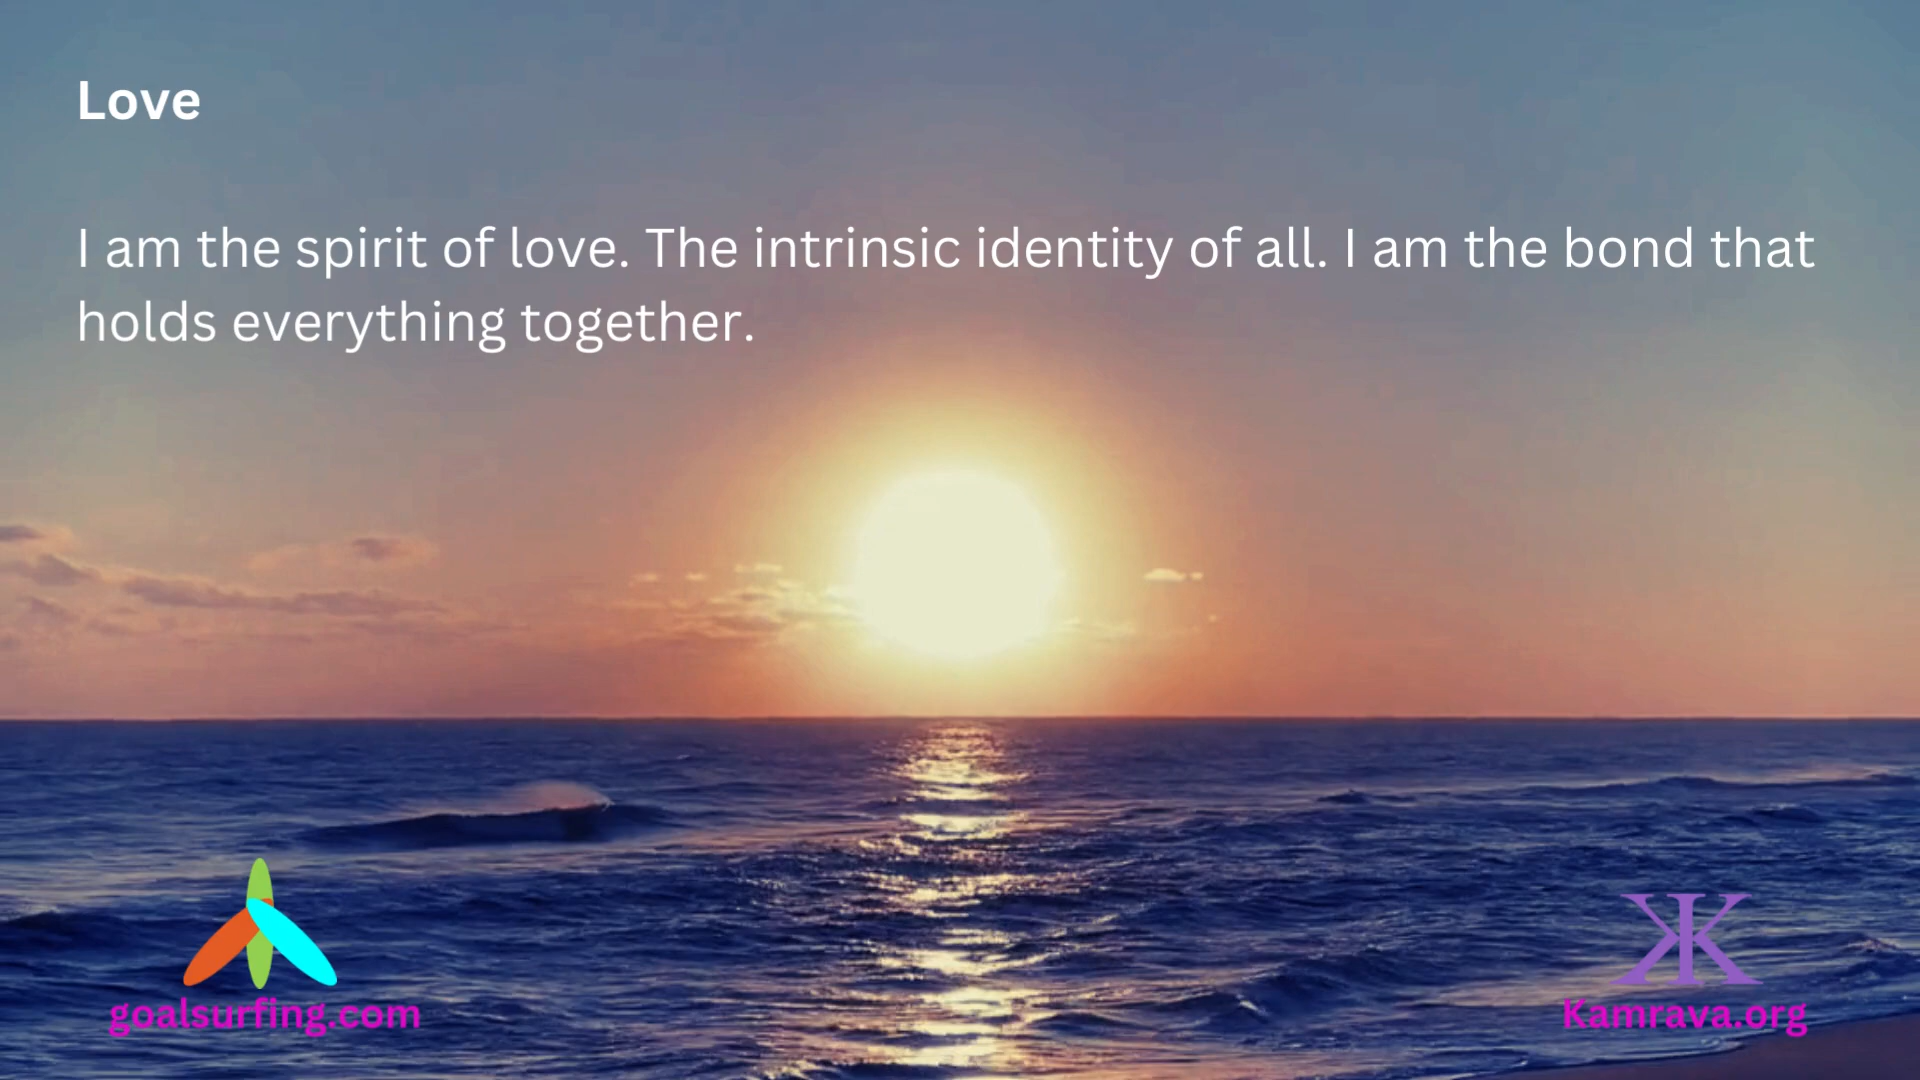 Love
I am the spirit of love. The intrinsic identity of all. I am the bond that
holds everything together.
goalsurfing.com
Kamrava.org